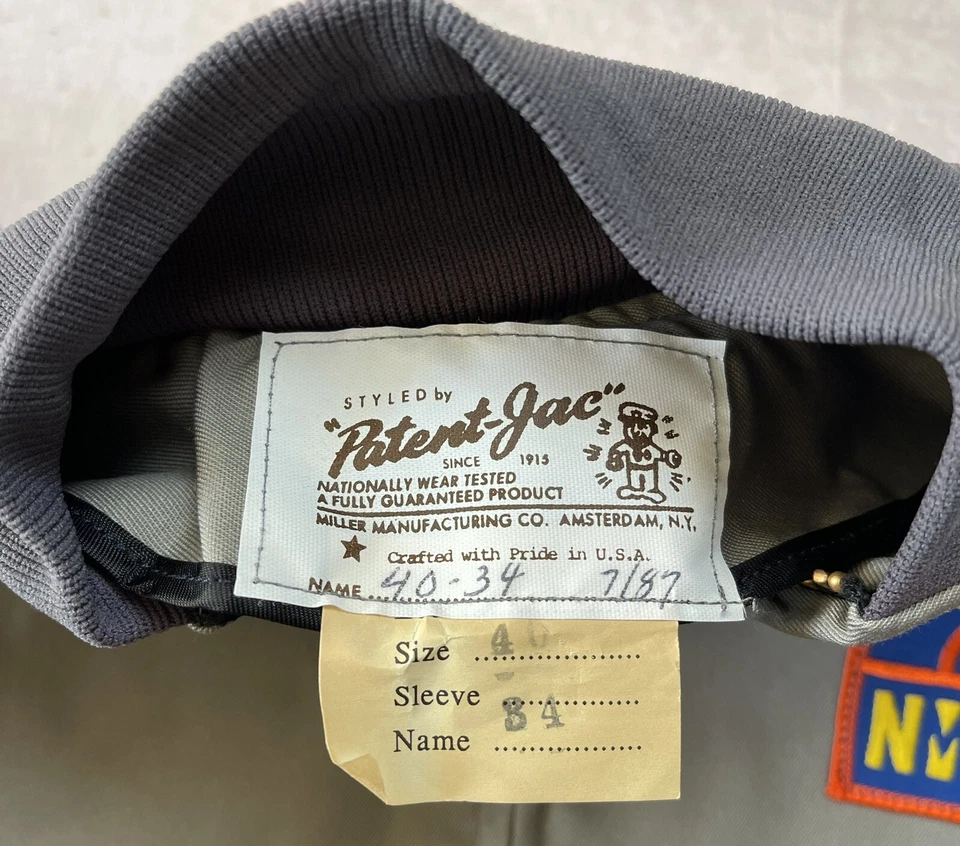 STYLED by
"Patent-Jac"
SINCE 1915
NATIONALLY WEAR TESTED
A FULLY GUARANTEED PRODUCT
MILLER MANUFACTURING CO. AMSTERDAM, N.Y.
Crafted with Pride in U.S.A.
NAME 40-34 7/87
Size 40
Sleeve
34
Name